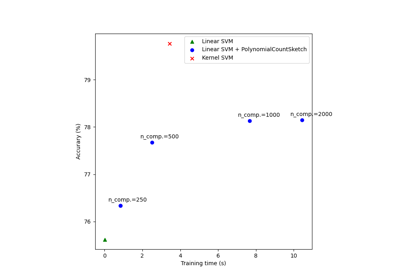 Linear SVM
Linear SVM + PolynomialCountSketch
Kernel SVM
79
n_comp.=1000
n_comp.=2000
78
n_comp.=500
77
n_comp.=250
76
Accurary (%)
0 2 4 6 8 10
Training time (s)